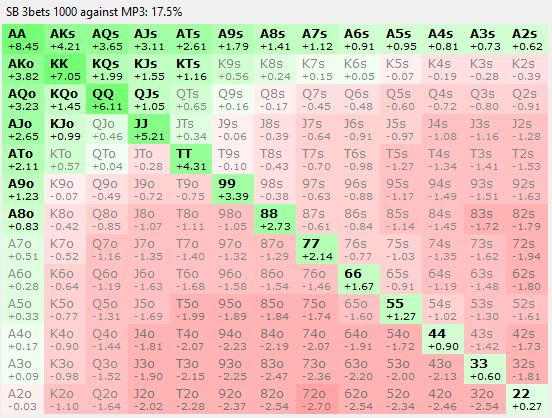 SB 3bets 1000 against MP3: 17.5%
AA AKs AQs AJs ATs A9s A8s A7s A6s A5s A4s A3s A2s
+8.45 +4.21 +3.65 +3.11 +2.61 +1.79 +1.41 +1.12 +0.91 +0.95 +0.81 +0.73 +0.62
AKo KK KQs KJs KTs K9s K8s K7s K6s K5s K4s K3s K2s
+3.82 +7.05 +1.99 +1.55 +1.16 +0.56 +0.24 +0.15 +0.05 -0.07 -0.19 -0.28 -0.39
AQo KQo QQ QJs QTs Q9s Q8s Q7s Q6s Q5s Q4s Q3s Q2s
+3.23 +1.45 +6.11 +1.05 +0.65 +0.16 -0.17 -0.45 -0.48 -0.60 -0.72 -0.80 -0.91
AJo KJo QJo JJ JTs J9s J8s J7s J6s J5s J4s J3s J2s
+2.65 +0.99 +0.46 +5.21 +0.34 -0.06 -0.39 -0.64 -0.91 -0.97 -1.08 -1.16 -1.28
ATo KTo QTo JTo TT T9s T8s T7s T6s T5s T4s T3s T2s
+2.11 +0.57 +0.04 -0.28 +4.31 -0.10 -0.43 -0.70 -0.98 -1.27 -1.34 -1.41 -1.53
A9o K9o Q9o J9o T9o 99 98s 97s 96s 95s 94s 93s 92s
+1.23 -0.07 -0.49 -0.72 -0.75 +3.39 -0.38 -0.63 -0.88 -1.17 -1.49 -1.51 -1.63
A8o K8o Q8o J8o T8o 98o 88 87s 86s 85s 84s 83s 82s
+0.83 -0.42 -0.85 -1.07 -1.11 -1.05 +2.73 -0.61 -0.84 -1.14 -1.45 -1.72 -1.79
A7o K7o Q7o J7o T7o 97o 87o 77 76s 75s 74s 73s 72s
+0.51 -0.52 -1.16 -1.35 -1.40 -1.32 -1.29 +2.14 -0.77 -1.03 -1.35 -1.62 -1.94
A6o K6o Q6o J6o T6o 96o 86o 76o 66 65s 64s 63s 62s
+0.28 -0.64 -1.19 -1.63 -1.68 -1.58 -1.54 -1.46 +1.67 -0.91 -1.19 -1.48 -1.80
A5o K5o Q5o J5o T5o 95o 85o 75o 65o 55 54s 53s 52s
+0.33 -0.77 -1.31 -1.69 -1.99 -1.89 -1.84 -1.74 -1.60 +1.27 -1.02 -1.30 -1.61
A4o K4o Q4o J4o T4o 94o 84o 74o 64o 54o 44 43s 42s
+0.17 -0.90 -1.44 -1.81 -2.07 -2.23 -2.19 -2.07 -1.91 -1.72 +0.90 -1.42 -1.73
A3o K3o Q3o J3o T3o 93o 83o 73o 63o 53o 43o 33 32s
+0.09 -0.98 -1.52 -1.90 -2.15 -2.25 -2.47 -2.36 -2.20 -2.00 -2.13 +0.60 -1.81
A2o K2o Q2o J2o T2o 92o 82o 72o 62o 52o 42o 32o 22
-0.03 -1.10 -1.64 -2.02 -2.28 -2.37 -2.54 -2.70 -2.54 -2.34 -2.46 -2.54 +0.27